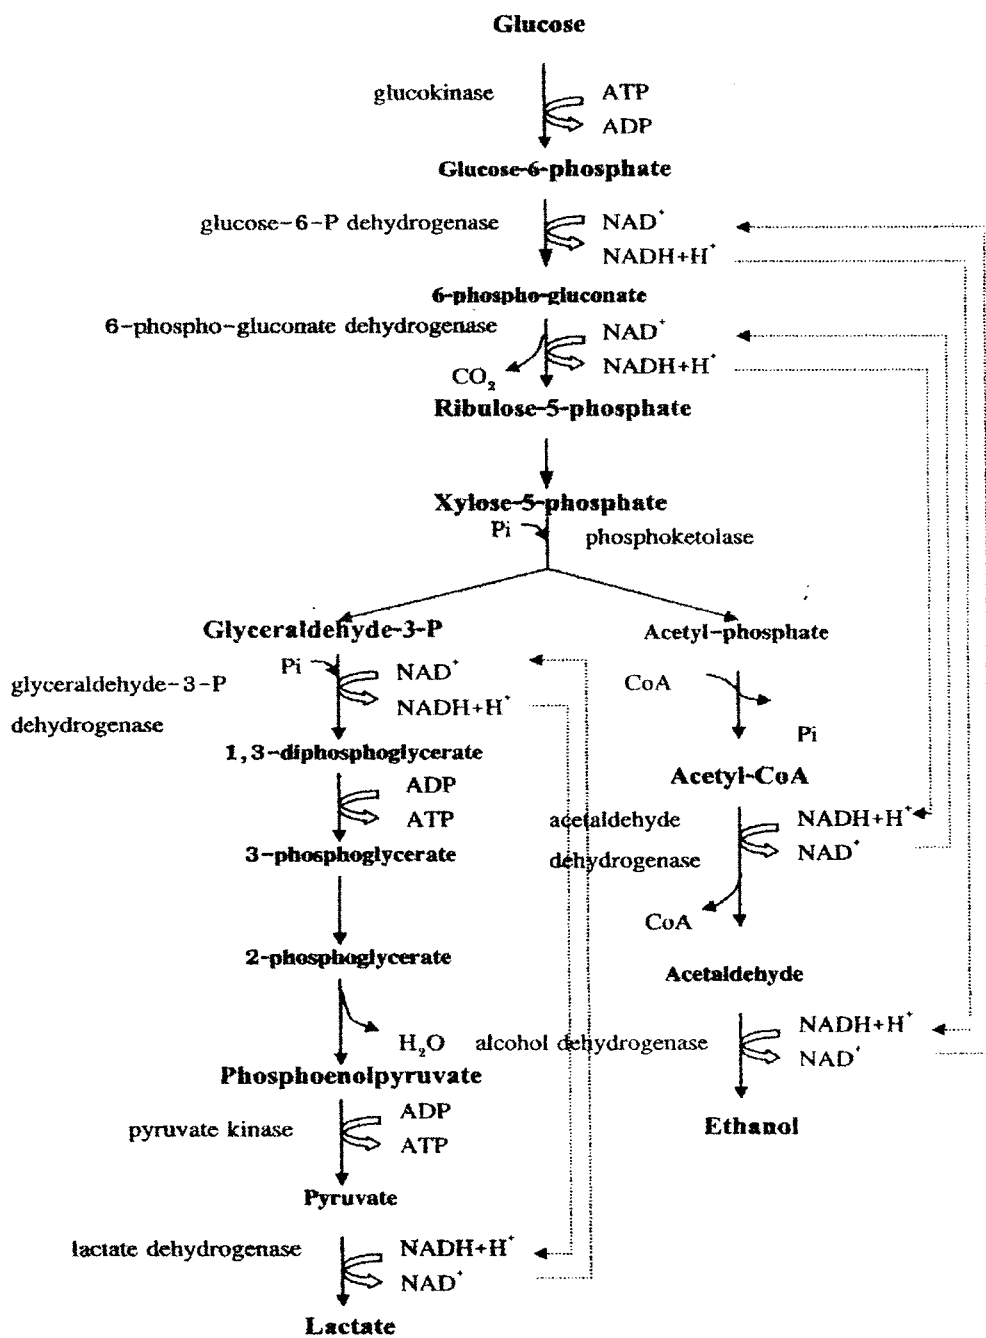 Glucose
glucokinase
ATP
ADP
Glucose-6-phosphate
glucose-6-P dehydrogenase
NAD⁺
NADH+H⁺
6-phospho-gluconate
6-phospho-gluconate dehydrogenase
NAD⁺
NADH+H⁺
CO₂
Ribulose-5-phosphate
Xylose-5-phosphate
Pi
phosphoketolase
Glyceraldehyde-3-P
Acetyl-phosphate
Pi
NAD⁺
NADH+H⁺
glyceraldehyde-3-P
dehydrogenase
CoA
Pi
1,3-diphosphoglycerate
Acetyl-CoA
ADP
ATP
acetaldehyde
dehydrogenase
NADH+H⁺
NAD⁺
3-phosphoglycerate
CoA
2-phosphoglycerate
Acetaldehyde
H₂O
alcohol dehydrogenase
NADH+H⁺
NAD⁺
Phosphoenolpyruvate
pyruvate kinase
ADP
ATP
Ethanol
Pyruvate
lactate dehydrogenase
NADH+H⁺
NAD⁺
Lactate